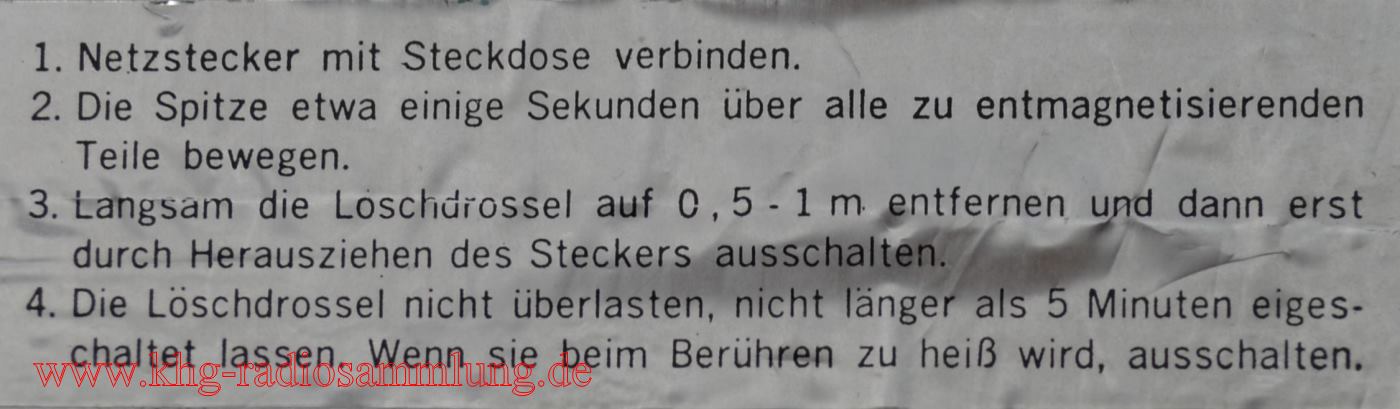 1. Netzstecker mit Steckdose verbinden.
2. Die Spitze etwa einige Sekunden über alle zu entmagnetisierenden
Teile bewegen.
3. Langsam die Löschdrossel auf 0,5 - 1 m entfernen und dann erst
durch Herausziehen des Steckers ausschalten.
4. Die Löschdrossel nicht überlasten, nicht länger als 5 Minuten eiges-
chaltet lassen. Wenn sie beim Berühren zu heiß wird, ausschalten.
www.khg-radiosammlung.de